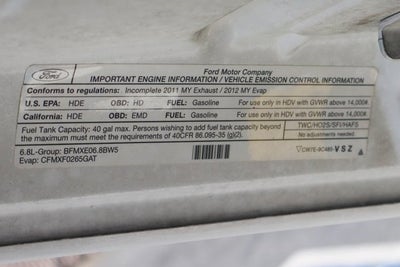 Ford
Ford Motor Company
IMPORTANT ENGINE INFORMATION / VEHICLE EMISSION CONTROL INFORMATION
Conforms to regulations: Incomplete 2011 MY Exhaust / 2012 MY Evap
U.S. EPA: HDE OBD: HD FUEL: Gasoline For use only in HDV with GVWR above 14,000#
California: HDE OBD: EMD FUEL: Gasoline For use only in HDV with GVWR above 14,000#
Fuel Tank Capacity: 40 gal max. Persons wishing to add fuel tank capacity beyond
the maximum must meet the requirements of 40CFR 86.095-35 (g)(2).
TWC/HO2S/SFI/HAFS
No adjustments needed.
6.8L-Group: BFMXE06.8BW5
Evap: CFMXF0265GAT
VSZ